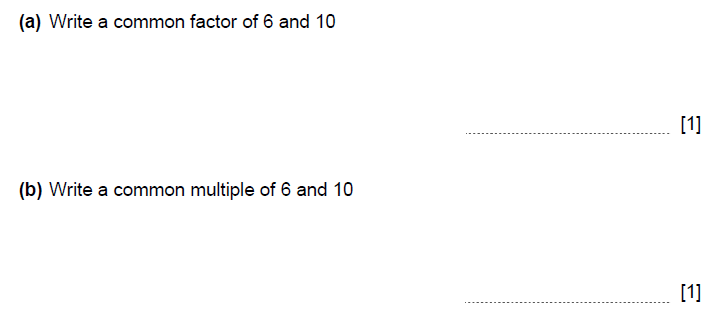 (a) Write a common factor of 6 and 10
[1]
(b) Write a common multiple of 6 and 10
[1]